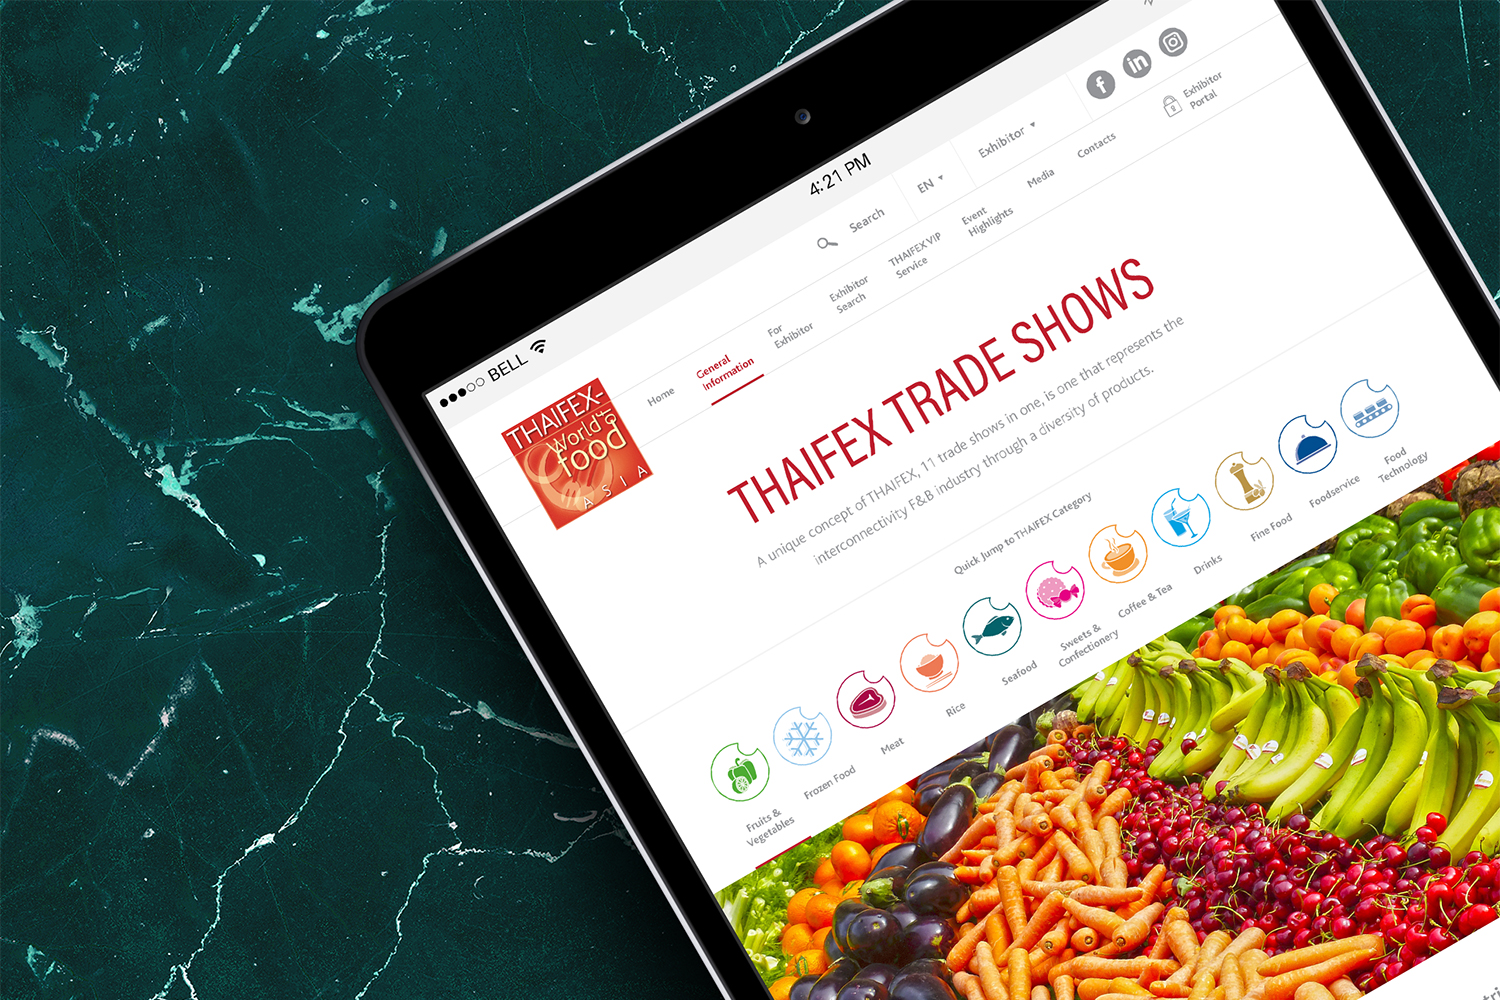 BELL
4:21 PM
Search
EN
Exhibitor
Exhibitor
Portal
THAIFEX-
World of
food
ASIA
Home
General
Information
For
Exhibitor
Exhibitor
Search
THAIFEX VIP
Service
Event
Highlights
Media
Contacts
THAIFEX TRADE SHOWS
A unique concept of THAIFEX, 11 trade shows in one, is one that represents the
interconnectivity F&B industry through a diversity of products.
Quick Jump to THAIFEX Category
Fruits &
Vegetables
Frozen Food
Meat
Rice
Seafood
Sweets &
Confectionery
Coffee & Tea
Drinks
Fine Food
Foodservice
Food
Technology